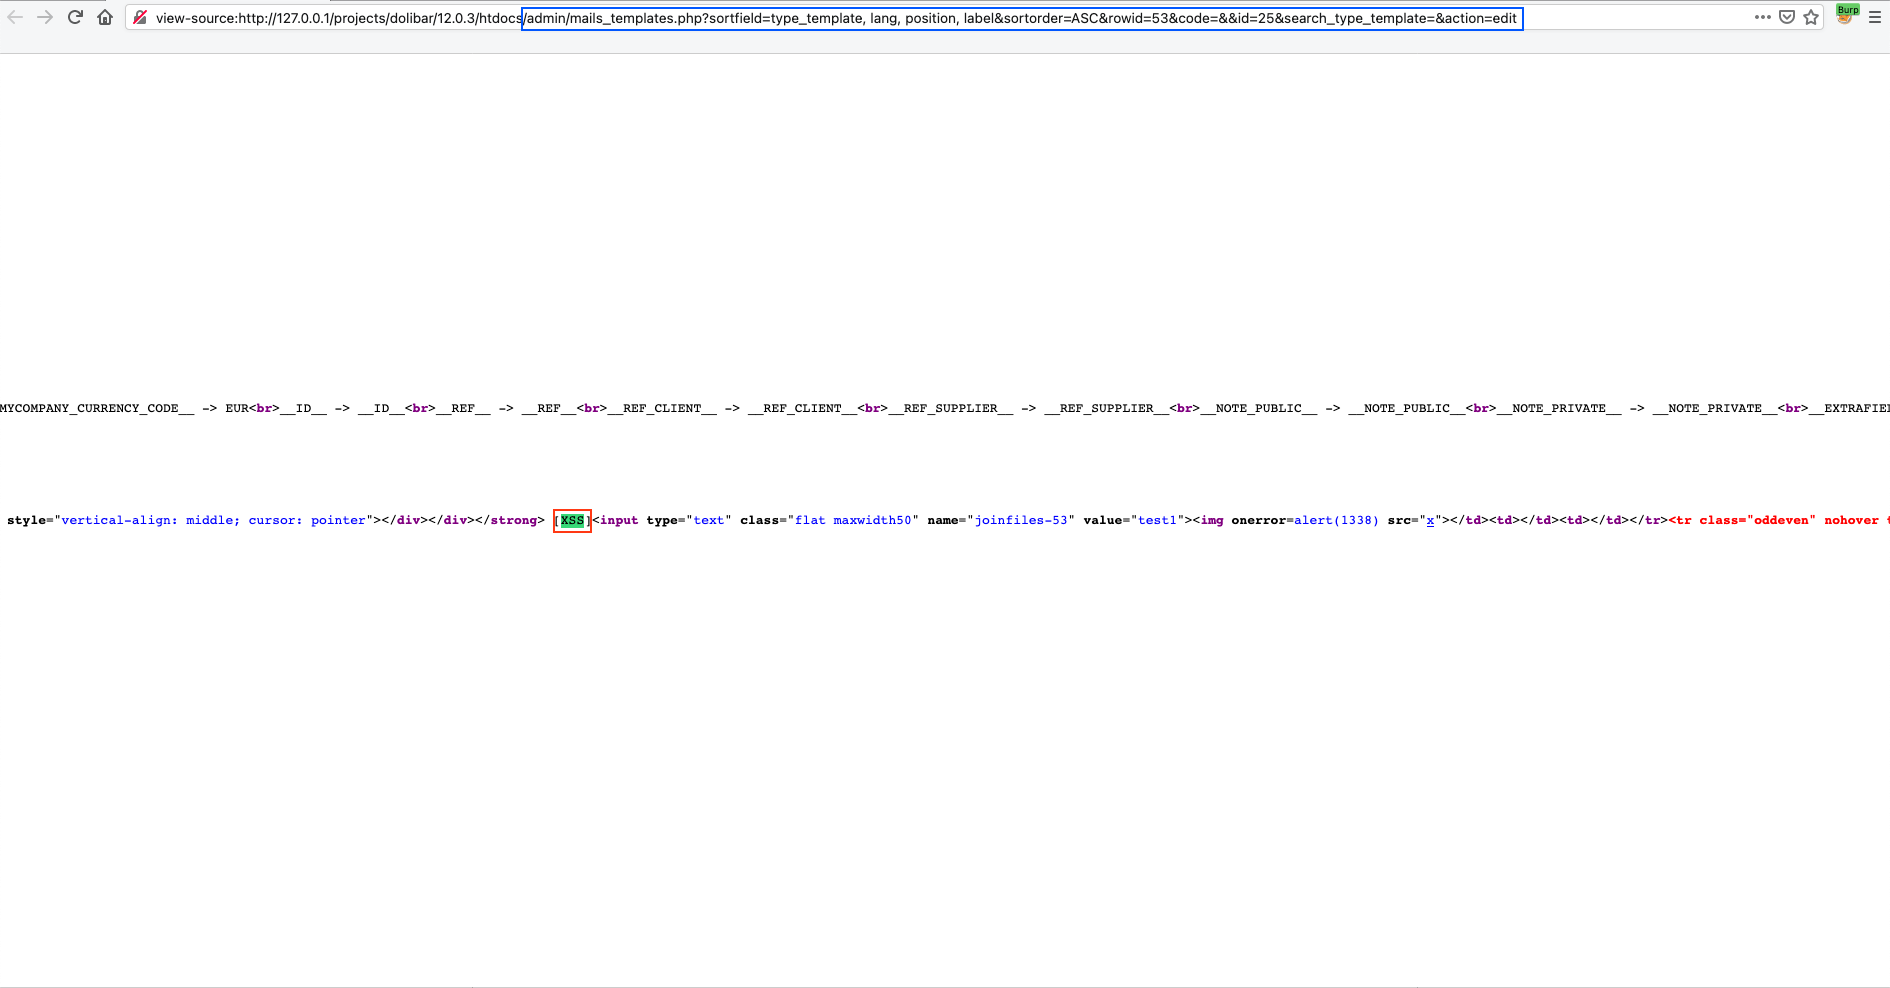 Burp
view-source:http://127.0.0.1/projects/dolibar/12.0.3/htdocs/admin/mails_templates.php?sortfield=type_template, lang, position, label&sortorder=ASC&rowid=53&code=&&id=25&search_type_template=&action=edit
MYCOMPANY_CURRENCY_CODE__ -> EUR<br>__ID__ -> __ID__<br>__REF__ -> __REF__<br>__REF_CLIENT__ -> __REF_CLIENT__<br>__REF_SUPPLIER__ -> __REF_SUPPLIER__<br>__NOTE_PUBLIC__ -> __NOTE_PUBLIC__<br>__NOTE_PRIVATE__ -> __NOTE_PRIVATE__<br>__EXTRAFIE
style="vertical-align: middle; cursor: pointer"></div></div></strong> [XSS]<input type="text" class="flat maxwidth50" name="joinfiles-53" value="test1"><img onerror=alert(1338) src="x"></td><td></td><td></td></tr><tr class="oddeven" nohover